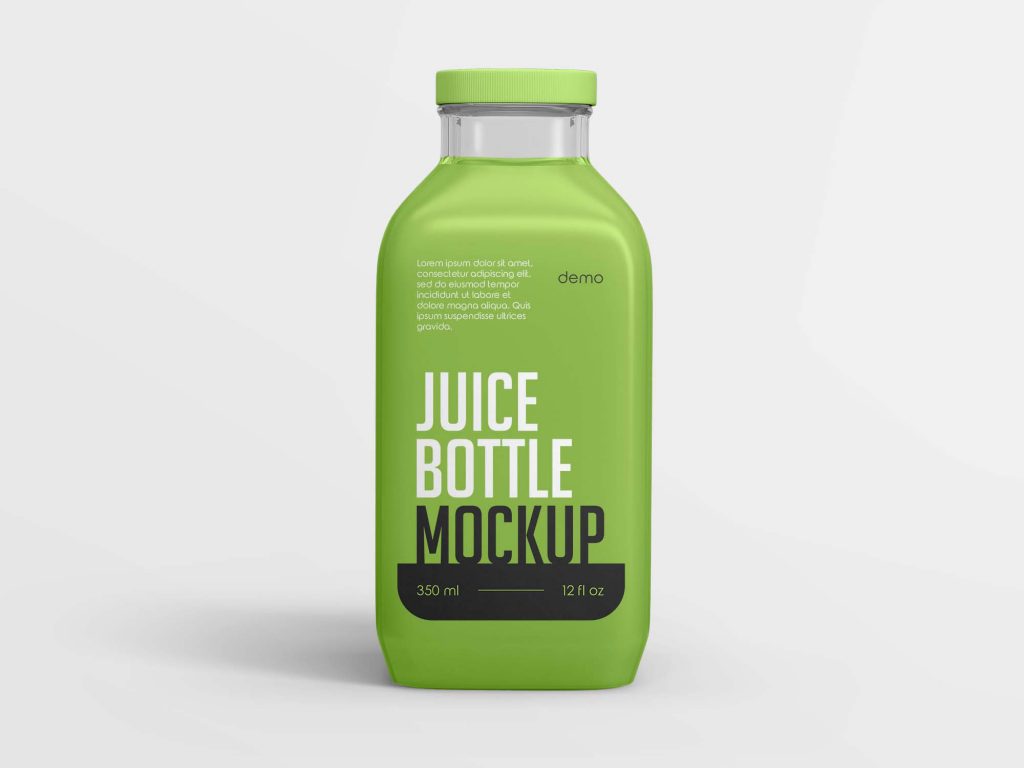 Lorem ipsum dolor sit amet,
consectetur adipiscing elit,
sed do eiusmod tempor
incididunt ut labore et
dolore magna aliqua. Quis
ipsum suspendisse ultrices
gravida.
demo
JUICE
BOTTLE
MOCKUP
350 ml
12 fl oz